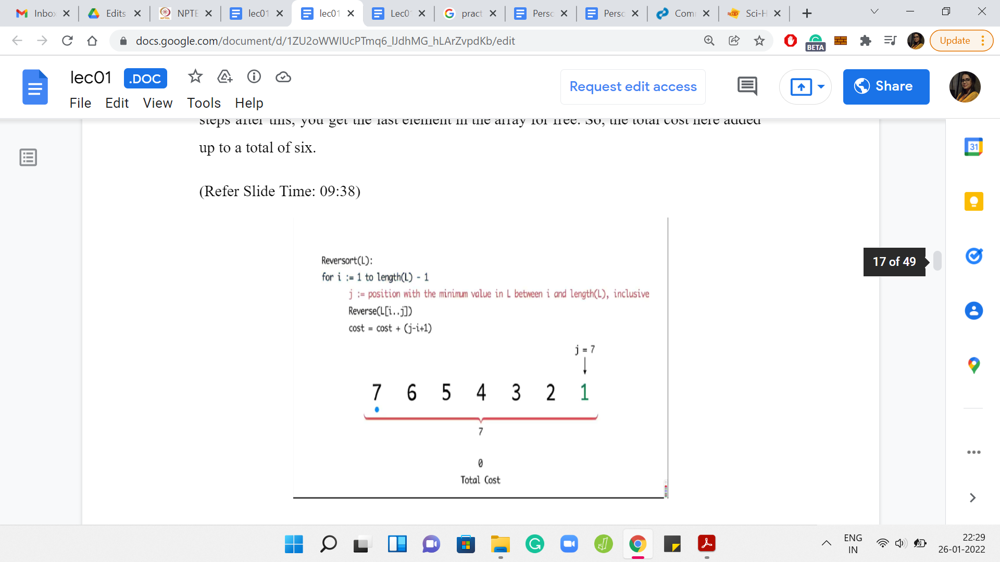 Inbo
Edits
NPTE
lec01
lec01
Lec0
pract
Perso
Perso
Com
Sci-H
docs.google.com/document/d/1ZU2oWWIUcPTmq6_lJdhMG_hLArZvpdKb/edit
BETA
Update
lec01 .DOC
File Edit View Tools Help
Request edit access
Share
steps after this, you get the last element in the array for free. So, the total cost here added
up to a total of six.
(Refer Slide Time: 09:38)
Reversort(L):
for i := 1 to length(L) - 1
j := position with the minimum value in L between i and length(L), inclusive
Reverse(L[i..j])
cost = cost + (j-i+1)
j = 7
7 6 5 4 3 2 1
7
0
Total Cost
31
17 of 49
ENG
IN
22:29
26-01-2022